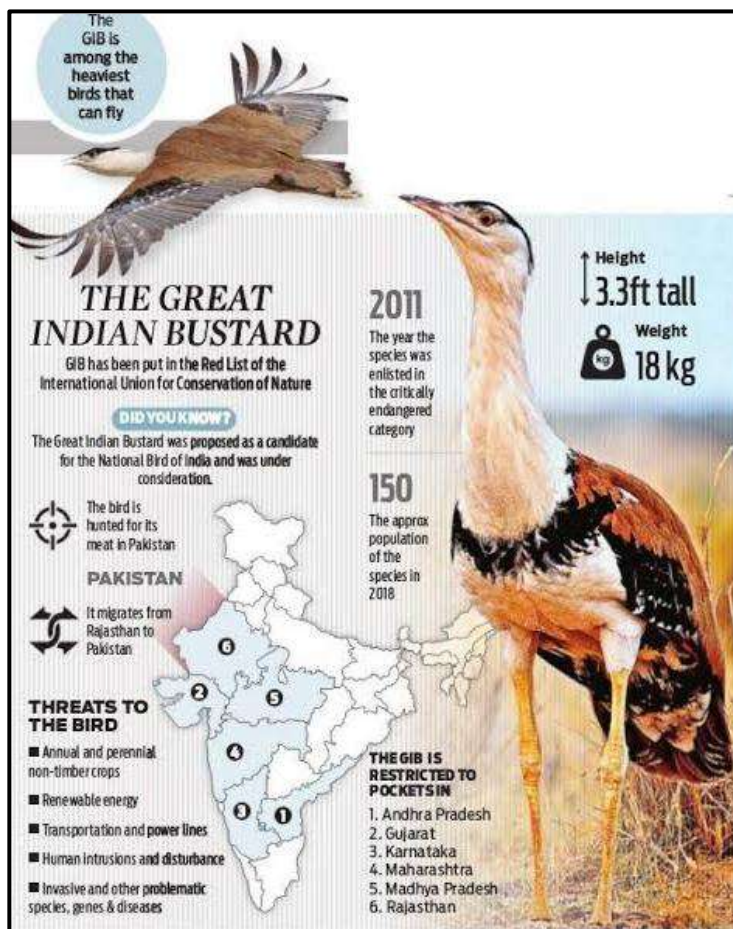 The
GIB is
among the
heaviest
birds that
can fly
THE GREAT
INDIAN BUSTARD
GIB has been put in the Red List of the
International Union for Conservation of Nature
DID YOU KNOW?
The Great Indian Bustard was proposed as a candidate
for the National Bird of India and was under
consideration.
The bird is
hunted for its
meat in Pakistan
PAKISTAN
It migrates from
Rajasthan to
Pakistan
2011
The year the
species was
enlisted in
the critically
endangered
category
150
The approx
population
of the
species in
2018
Height
3.3ft tall
Weight
kg
18 kg
6
2
5
4
3
1
THREATS TO
THE BIRD
■ Annual and perennial
non-timber crops
■ Renewable energy
■ Transportation and power lines
■ Human intrusions and disturbance
■ Invasive and other problematic
species, genes & diseases
THE GIB IS
RESTRICTED TO
POCKETS IN
1. Andhra Pradesh
2. Gujarat
3. Karnataka
4. Maharashtra
5. Madhya Pradesh
6. Rajasthan